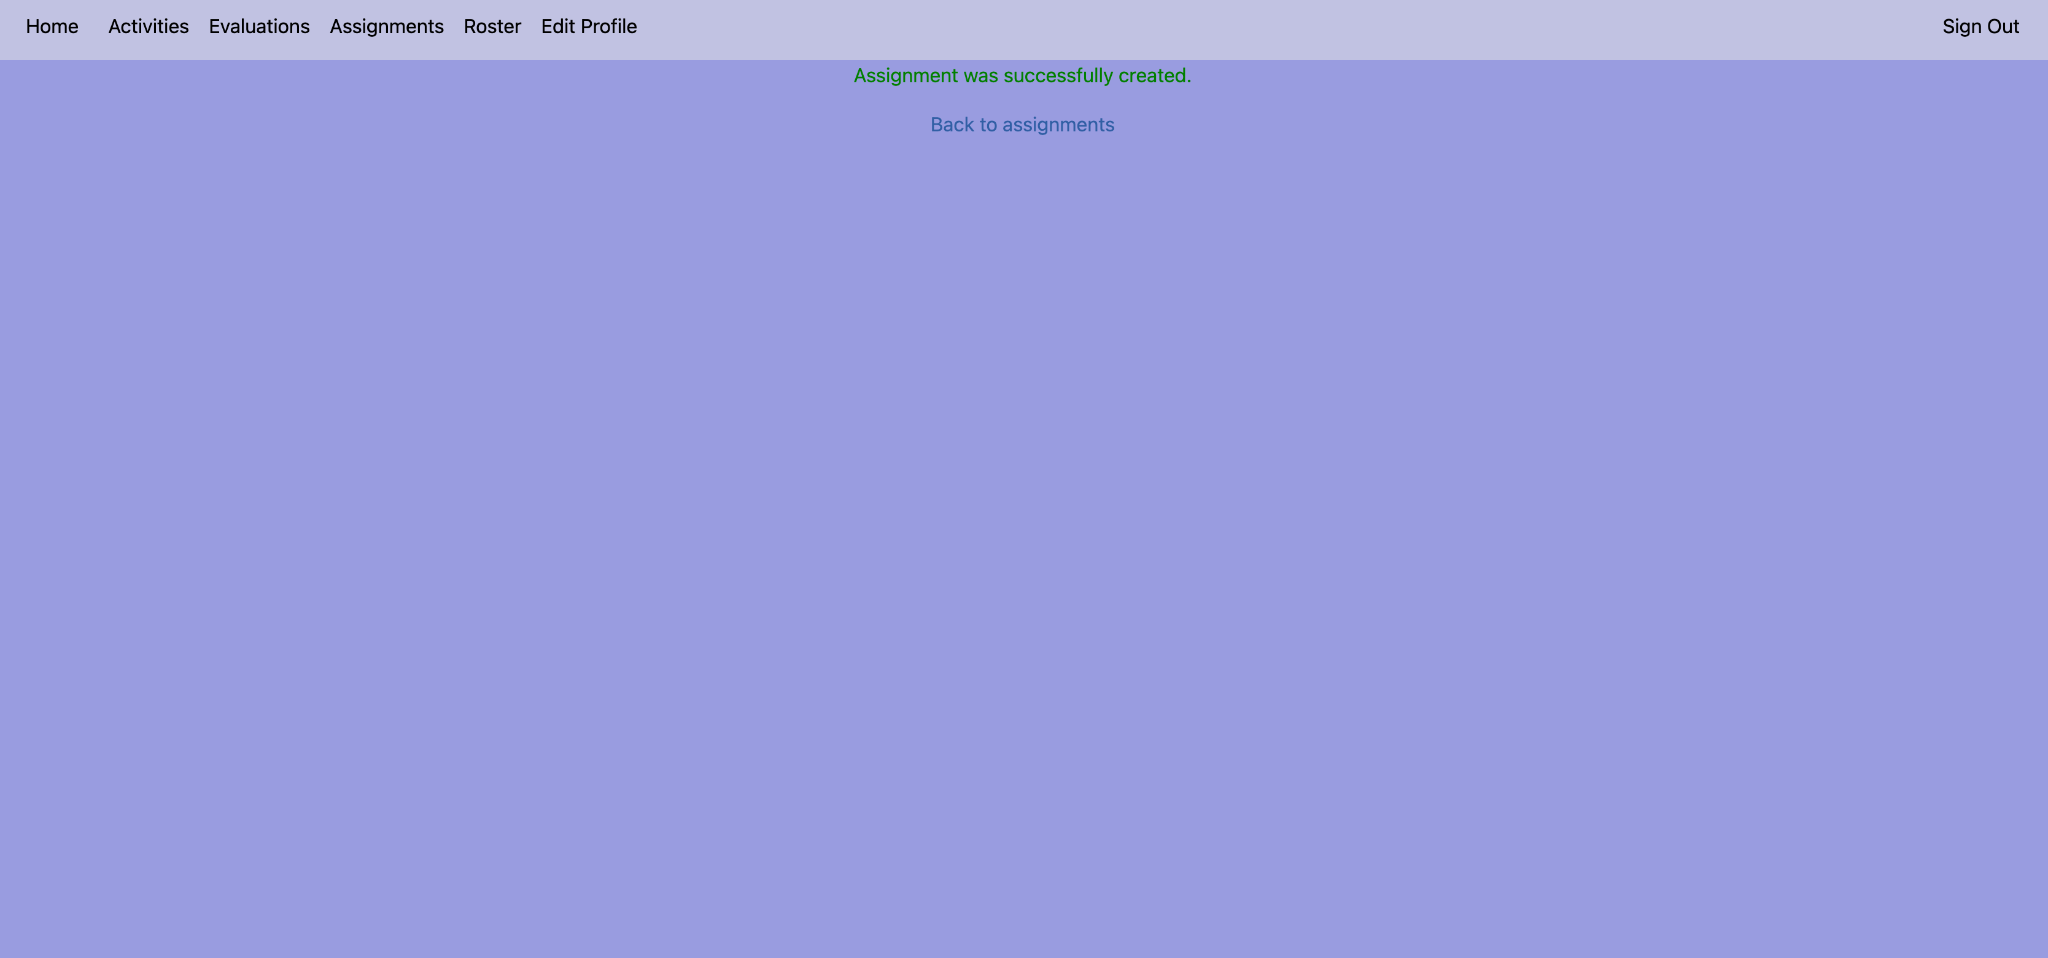 Home Activities Evaluations Assignments Roster Edit Profile Sign Out
Assignment was successfully created.
Back to assignments